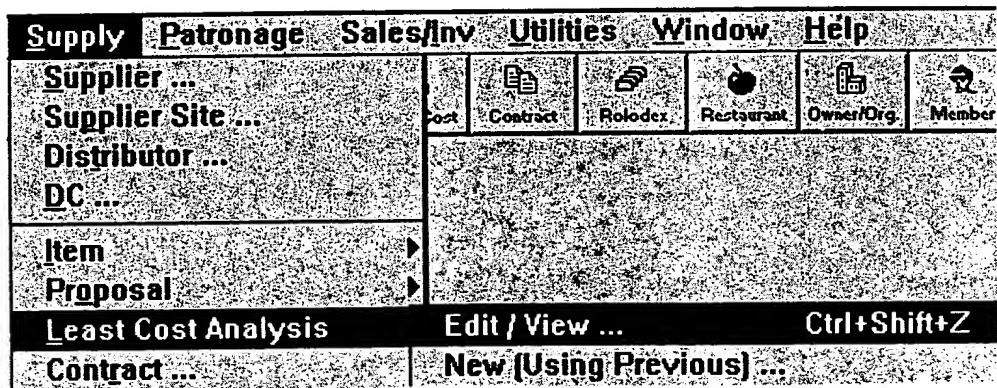 Supply Patronage Sales/Inv Utilities Window Help
Supplier ...
Supplier Site ...
Distributor ...
DC ...
Cost Contract Rolodex Restaurant Owner/Org. Member
Item
Proposal
Least Cost Analysis Edit / View ... Ctrl+Shift+Z
Contract ... New (Using Previous) ...